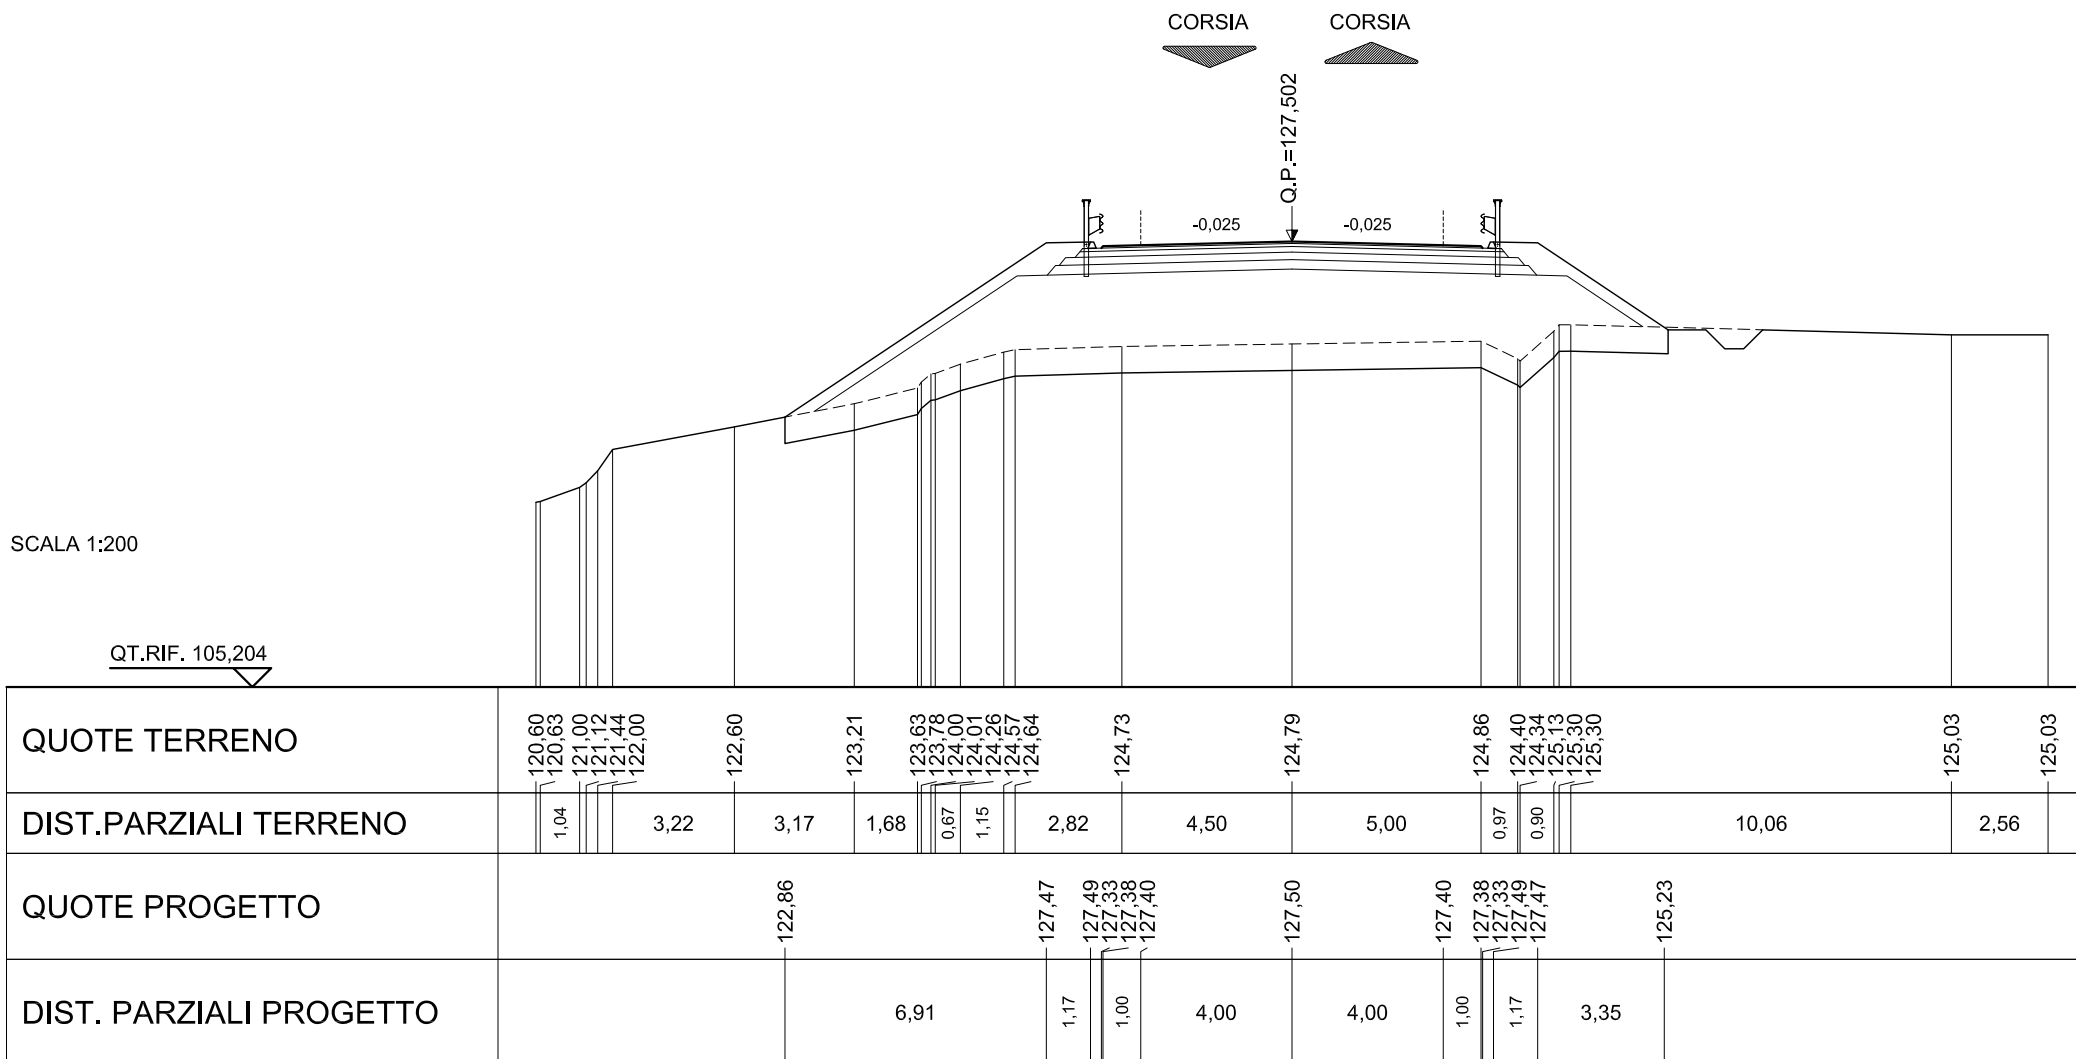 CORSIA CORSIA
Q.P.=127,502
-0,025 -0,025
SCALA 1:200
QT.RIF. 105,204
QUOTE TERRENO 120,60 120,63 121,00 121,12 121,44 122,00 122,60 123,21 123,63 123,78 124,00 124,01 124,26 124,57 124,64 124,73 124,79 124,86 124,40 124,34 125,13 125,30 125,30 125,03 125,03
DIST.PARZIALI TERRENO 1,04 3,22 3,17 1,68 0,67 1,15 2,82 4,50 5,00 0,97 0,90 10,06 2,56
QUOTE PROGETTO 122,86 127,47 127,49 127,33 127,38 127,40 127,50 127,40 127,38 127,33 127,49 127,47 125,23
DIST. PARZIALI PROGETTO 6,91 1,17 1,00 4,00 4,00 1,00 1,17 3,35